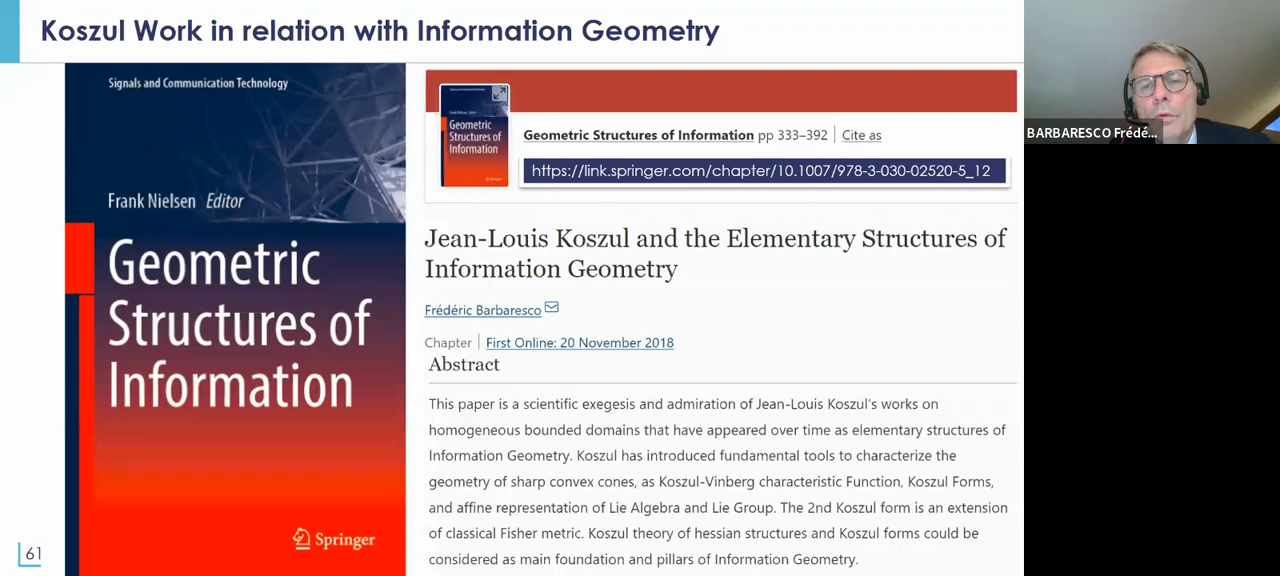 Koszul Work in relation with Information Geometry
Signals and Communication Technology
Frank Nielsen Editor
Geometric
Structures of
Information
Springer
61
Geometric
Structures of
Information
Geometric Structures of Information pp 333–392 | Cite as
https://link.springer.com/chapter/10.1007/978-3-030-02520-5_12
Jean-Louis Koszul and the Elementary Structures of
Information Geometry
Frédéric Barbaresco
Chapter | First Online: 20 November 2018
Abstract
This paper is a scientific exegesis and admiration of Jean-Louis Koszul's works on
homogeneous bounded domains that have appeared over time as elementary structures of
Information Geometry. Koszul has introduced fundamental tools to characterize the
geometry of sharp convex cones, as Koszul-Vinberg characteristic Function, Koszul Forms,
and affine representation of Lie Algebra and Lie Group. The 2nd Koszul form is an extension
of classical Fisher metric. Koszul theory of hessian structures and Koszul forms could be
considered as main foundation and pillars of Information Geometry.
BARBARESCO Frédé...